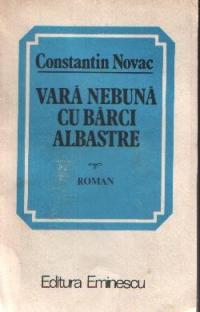 Constantin Novac
VARĂ NEBUNĂ
CU BĂRCI
ALBASTRE
ROMAN
Editura Eminescu